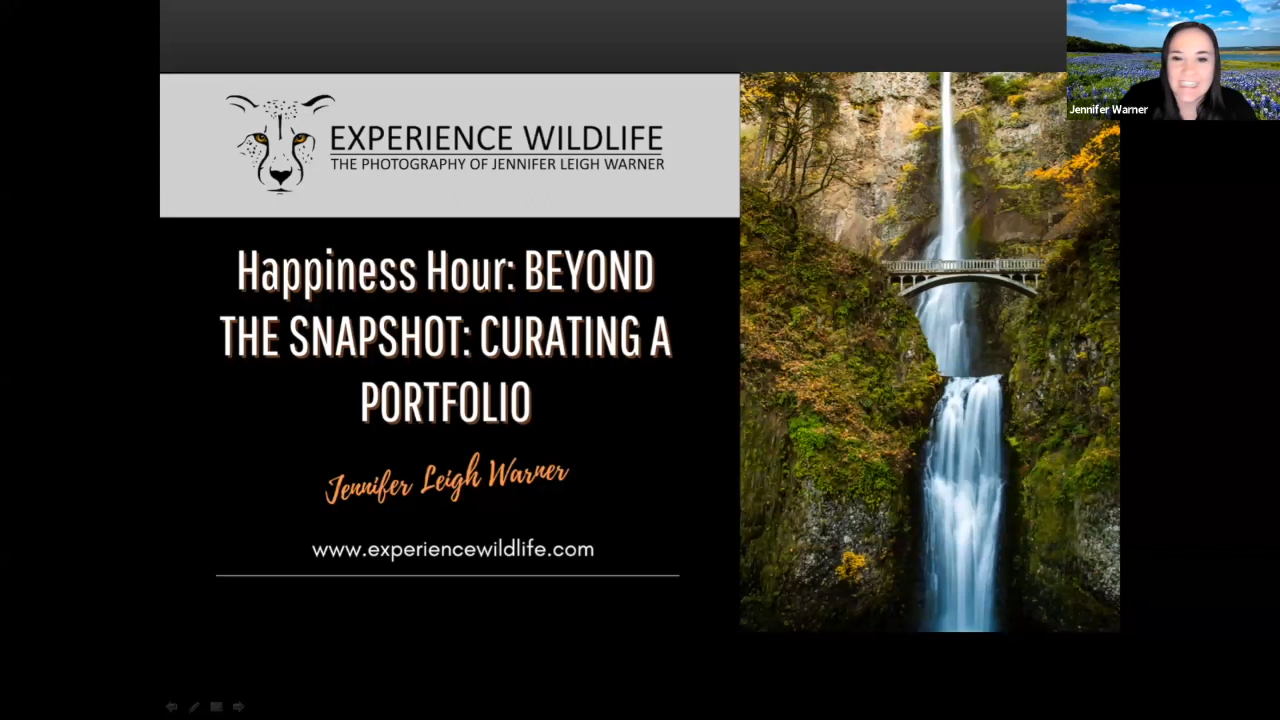 Jennifer Warner
EXPERIENCE WILDLIFE
THE PHOTOGRAPHY OF JENNIFER LEIGH WARNER
Happiness Hour: BEYOND
THE SNAPSHOT: CURATING A
PORTFOLIO
Jennifer Leigh Warner
www.experiencewildlife.com